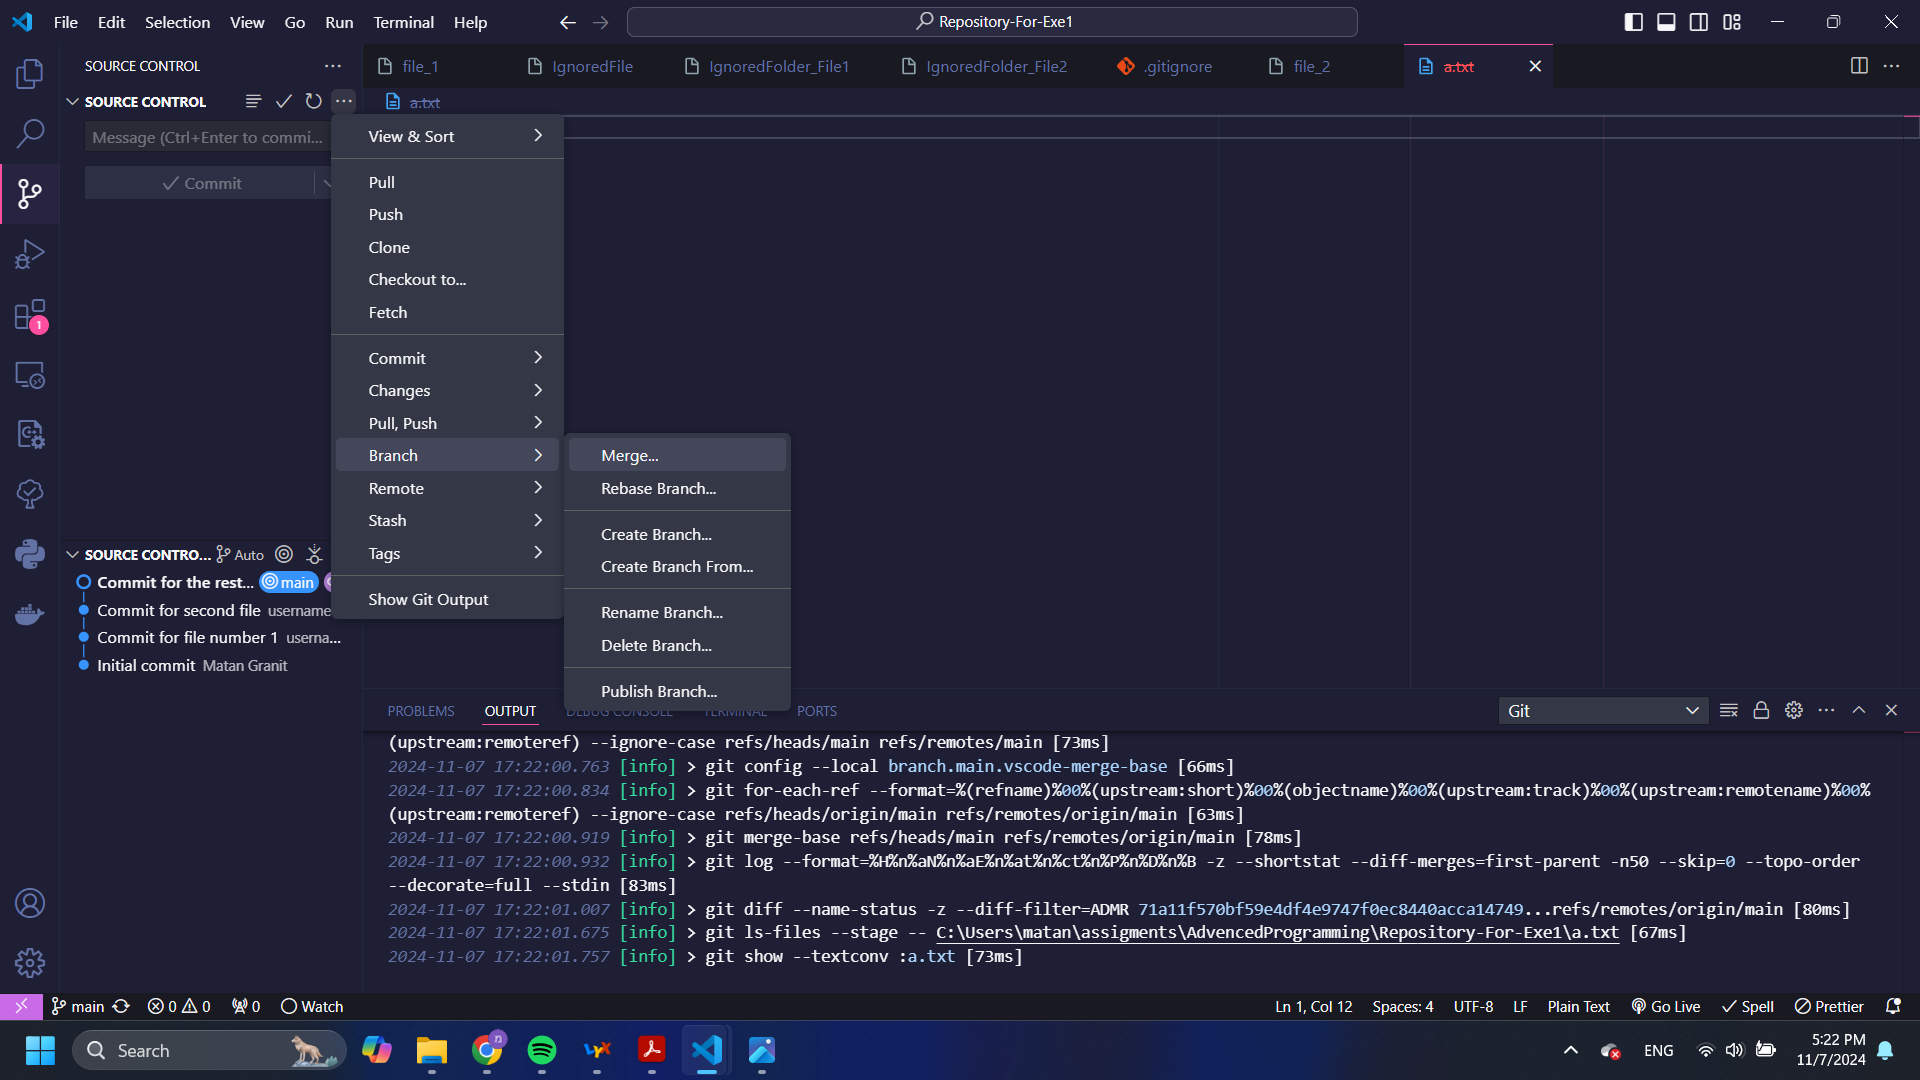 File Edit Selection View Go Run Terminal Help
Repository-For-Exe1
SOURCE CONTROL
file_1 IgnoredFile IgnoredFolder_File1 IgnoredFolder_File2 .gitignore file_2 a.txt
SOURCE CONTROL
a.txt
Message (Ctrl+Enter to commi...
Commit
View & Sort
Pull
Push
Clone
Checkout to...
Fetch
Commit
Changes
Pull, Push
Branch
Remote
Stash
Tags
Show Git Output
Merge...
Rebase Branch...
Create Branch...
Create Branch From...
Rename Branch...
Delete Branch...
Publish Branch...
1
SOURCE CONTRO... Auto
Commit for the rest... main
Commit for second file username
Commit for file number 1 userna...
Initial commit Matan Granit
PROBLEMS OUTPUT DEBUG CONSOLE TERMINAL PORTS
Git
(upstream:remoteref) --ignore-case refs/heads/main refs/remotes/main [73ms]
2024-11-07 17:22:00.763 [info] > git config --local branch.main.vscode-merge-base [66ms]
2024-11-07 17:22:00.834 [info] > git for-each-ref --format=%(refname)%00%(upstream:short)%00%(objectname)%00%(upstream:track)%00%(upstream:remotename)%00%
(upstream:remoteref) --ignore-case refs/heads/origin/main refs/remotes/origin/main [63ms]
2024-11-07 17:22:00.919 [info] > git merge-base refs/heads/main refs/remotes/origin/main [78ms]
2024-11-07 17:22:00.932 [info] > git log --format=%H%n%aN%n%aE%n%at%n%ct%n%P%n%D%n%B -z --shortstat --diff-merges=first-parent -n50 --skip=0 --topo-order
--decorate=full --stdin [83ms]
2024-11-07 17:22:01.007 [info] > git diff --name-status -z --diff-filter=ADMR 71a11f570bf59e4df4e9747f0ec8440acca14749...refs/remotes/origin/main [80ms]
2024-11-07 17:22:01.675 [info] > git ls-files --stage -- C:\Users\matan\assigments\AdvencedProgramming\Repository-For-Exe1\a.txt [67ms]
2024-11-07 17:22:01.757 [info] > git show --textconv :a.txt [73ms]
main 0 0 0 Watch
Ln 1, Col 12 Spaces: 4 UTF-8 LF Plain Text Go Live Spell Prettier
Search
n
ENG
5:22 PM
11/7/2024